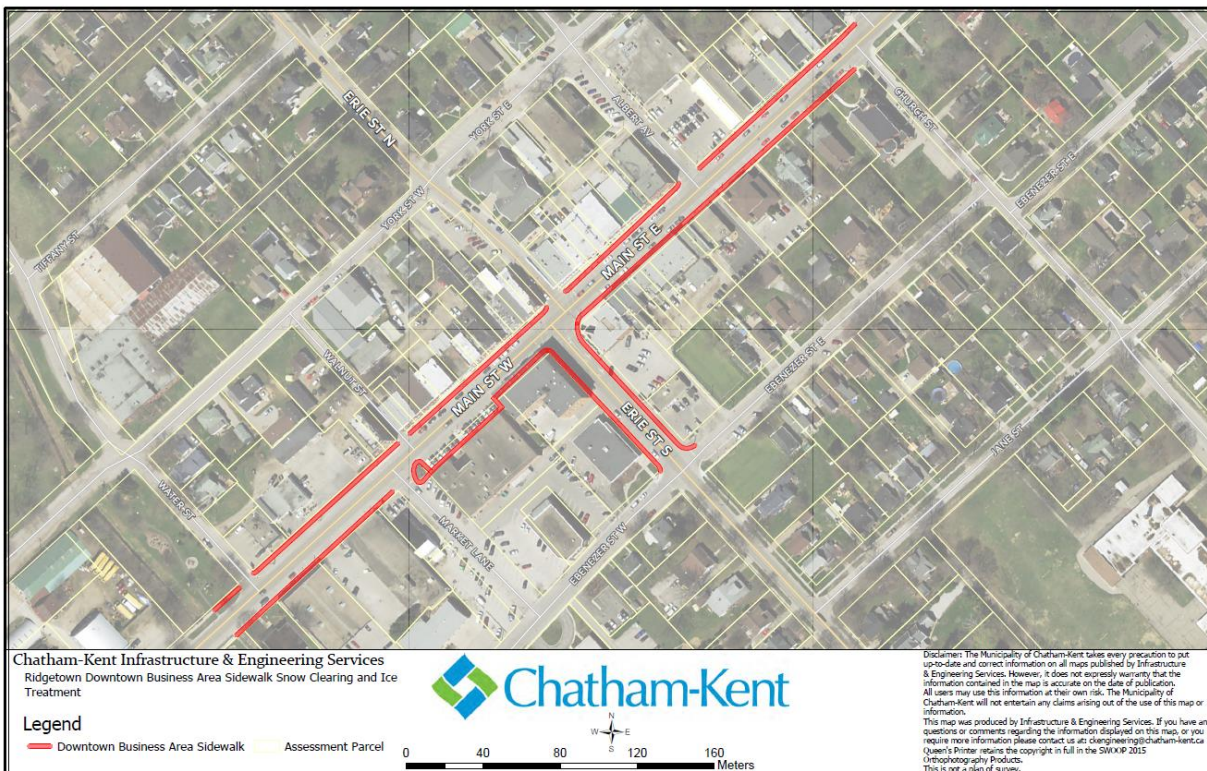 ERIE ST N
YORK ST E
ALBERT AV
CHURCH ST
EBENEZER ST E
YORK ST W
TIFFANY ST
MAIN ST E
WALNUT ST
MAIN ST W
EBENEZER ST E
ERIE ST S
JANE ST
WATER ST
MARKET LANE
EBENEZER ST W
Chatham-Kent Infrastructure & Engineering Services
Ridgetown Downtown Business Area Sidewalk Snow Clearing and Ice
Treatment
Legend
Downtown Business Area Sidewalk
Assessment Parcel
Chatham-Kent
N
W
E
S
0 40 80 120 160
Meters
Disclaimer: The Municipality of Chatham-Kent takes every precaution to put
up-to-date and correct information on all maps published by Infrastructure
& Engineering Services. However, it does not expressly warranty that the
information contained in the map is accurate on the date of publication.
All users may use this information at their own risk. The Municipality of
Chatham-Kent will not entertain any claims arising out of the use of this map or
information.
This map was produced by Infrastructure & Engineering Services. If you have an
questions or comments regarding the information displayed on this map, or you
require more information please contact us at: ckengineering@chatham-kent.ca
Queen's Printer retains the copyright in full in the SWOOP 2015
Orthophotography Products.
This is not a plan of survey.